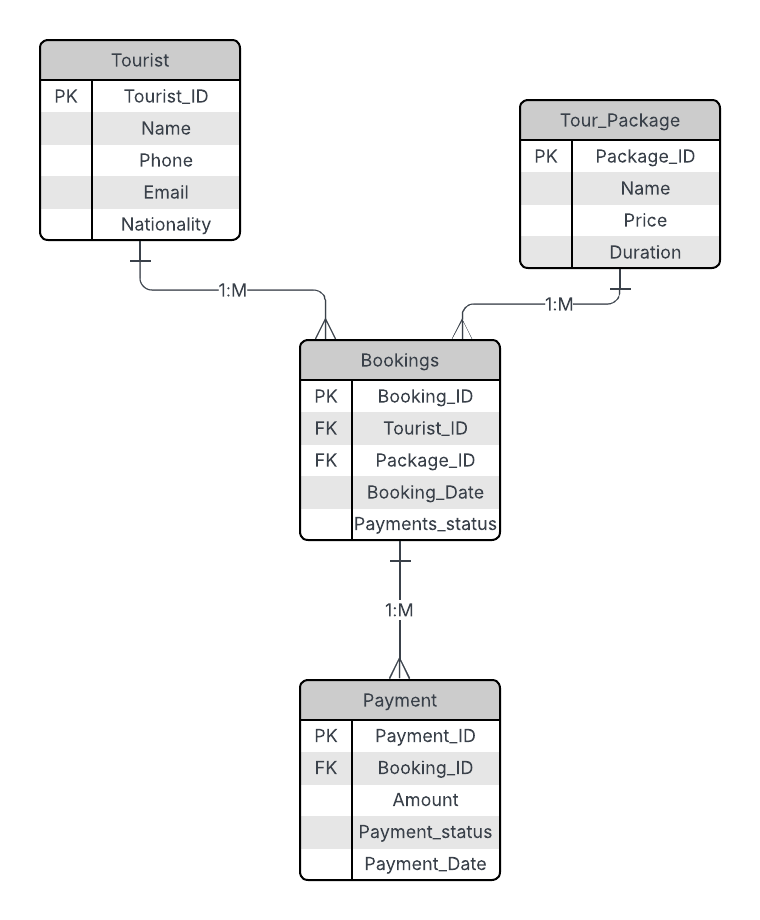 Tourist
PK Tourist_ID
Name
Phone
Email
Nationality
Tour_Package
PK Package_ID
Name
Price
Duration
1:M
1:M
Bookings
PK Booking_ID
FK Tourist_ID
FK Package_ID
Booking_Date
Payments_status
1:M
Payment
PK Payment_ID
FK Booking_ID
Amount
Payment_status
Payment_Date